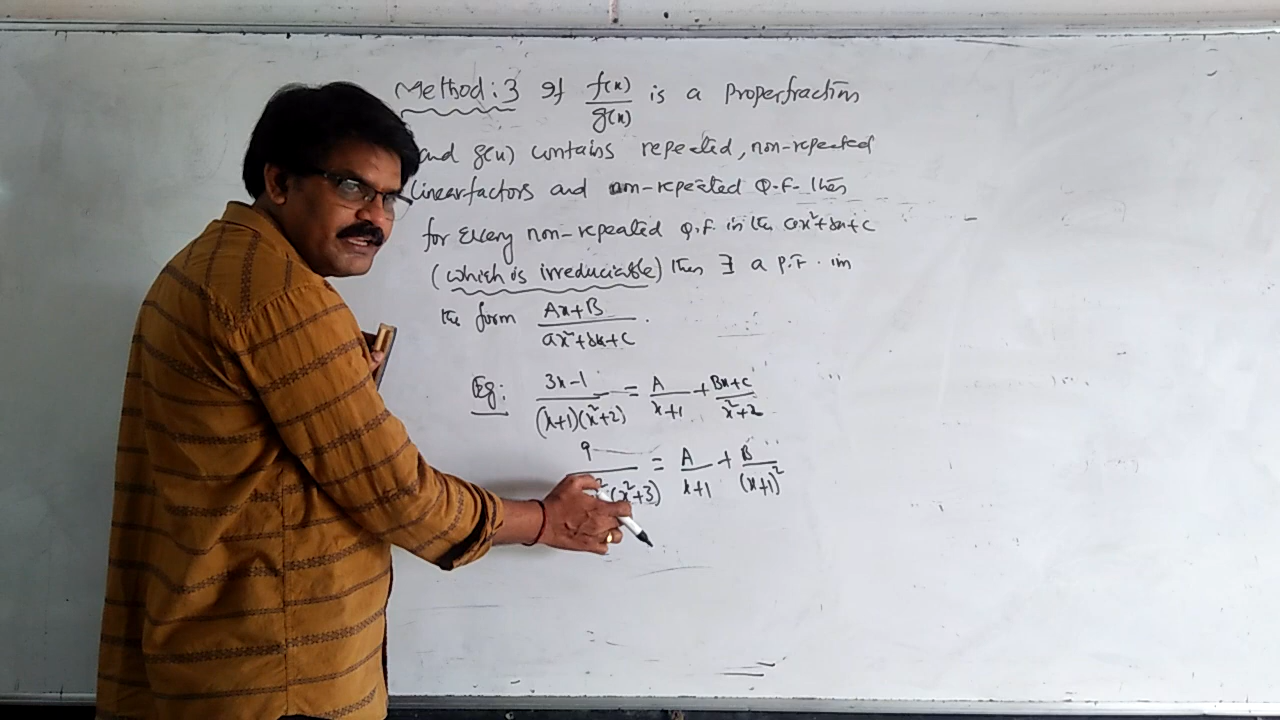 Method: 3 If f(x)/g(x) is a Properfraction
and g(x) contains repeated, non-repeated
linear factors and non-repeated Q.F. then
for every non-repeated Q.F in the ax²+bx+c
(which is irreduciable) then ∃ a P.F. in
the form Ax+B/ax²+bx+c.
Eg: 3x-1/(x+1)(x²+2) = A/x+1 + Bx+c/x²+2
9/²(x²+3) = A/x+1 + B/(x+1)²